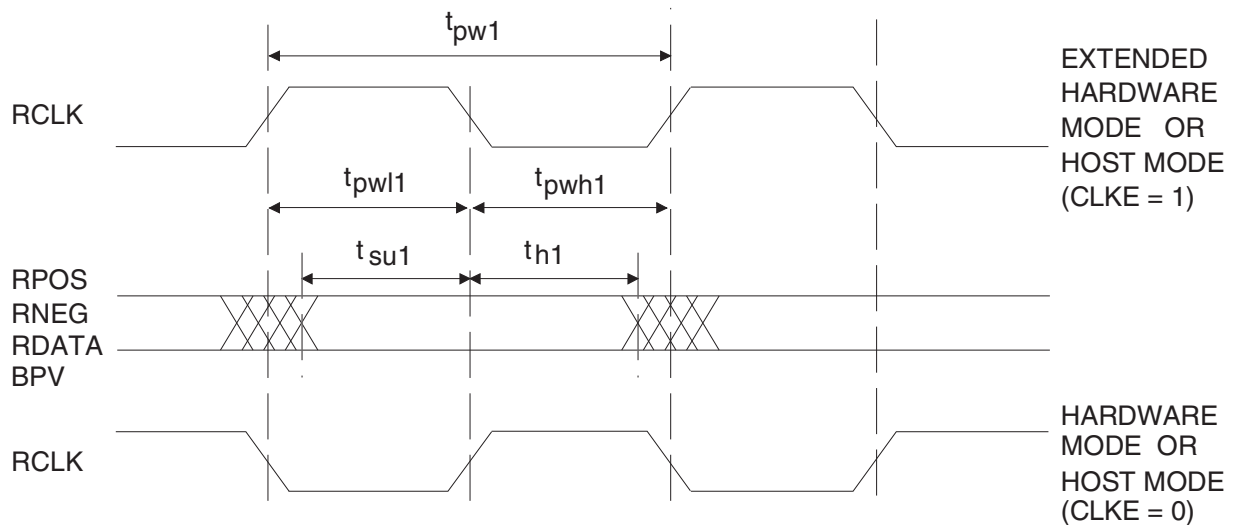 tpw1
RCLK
EXTENDED
HARDWARE
MODE OR
HOST MODE
(CLKE = 1)
tpwl1
tpwh1
tsu1
th1
RPOS
RNEG
RDATA
BPV
RCLK
HARDWARE
MODE OR
HOST MODE
(CLKE = 0)